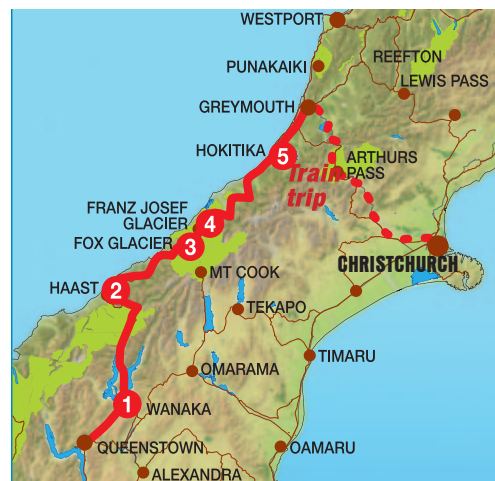 WESTPORT
REEFTON
PUNAKAIKI
LEWIS PASS
GREYMOUTH
HOKITIKA
5
ARTHURS
PASS
Train
trip
FRANZ JOSEF
GLACIER
4
FOX GLACIER
3
CHRISTCHURCH
MT COOK
HAAST
2
TEKAPO
TIMARU
OMARAMA
1
WANAKA
QUEENSTOWN
OAMARU
ALEXANDRA